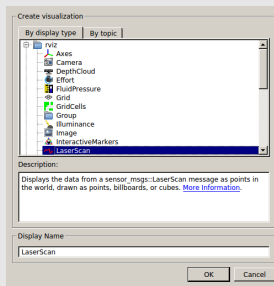 Create visualization
By display type By topic
rviz
Axes
Camera
DepthCloud
Effort
FluidPressure
Grid
GridCells
Group
Illuminance
Image
InteractiveMarkers
LaserScan
Description:
Displays the data from a sensor_msgs::LaserScan message as points in
the world, drawn as points, billboards, or cubes. More Information.
Display Name
LaserScan
OK Cancel